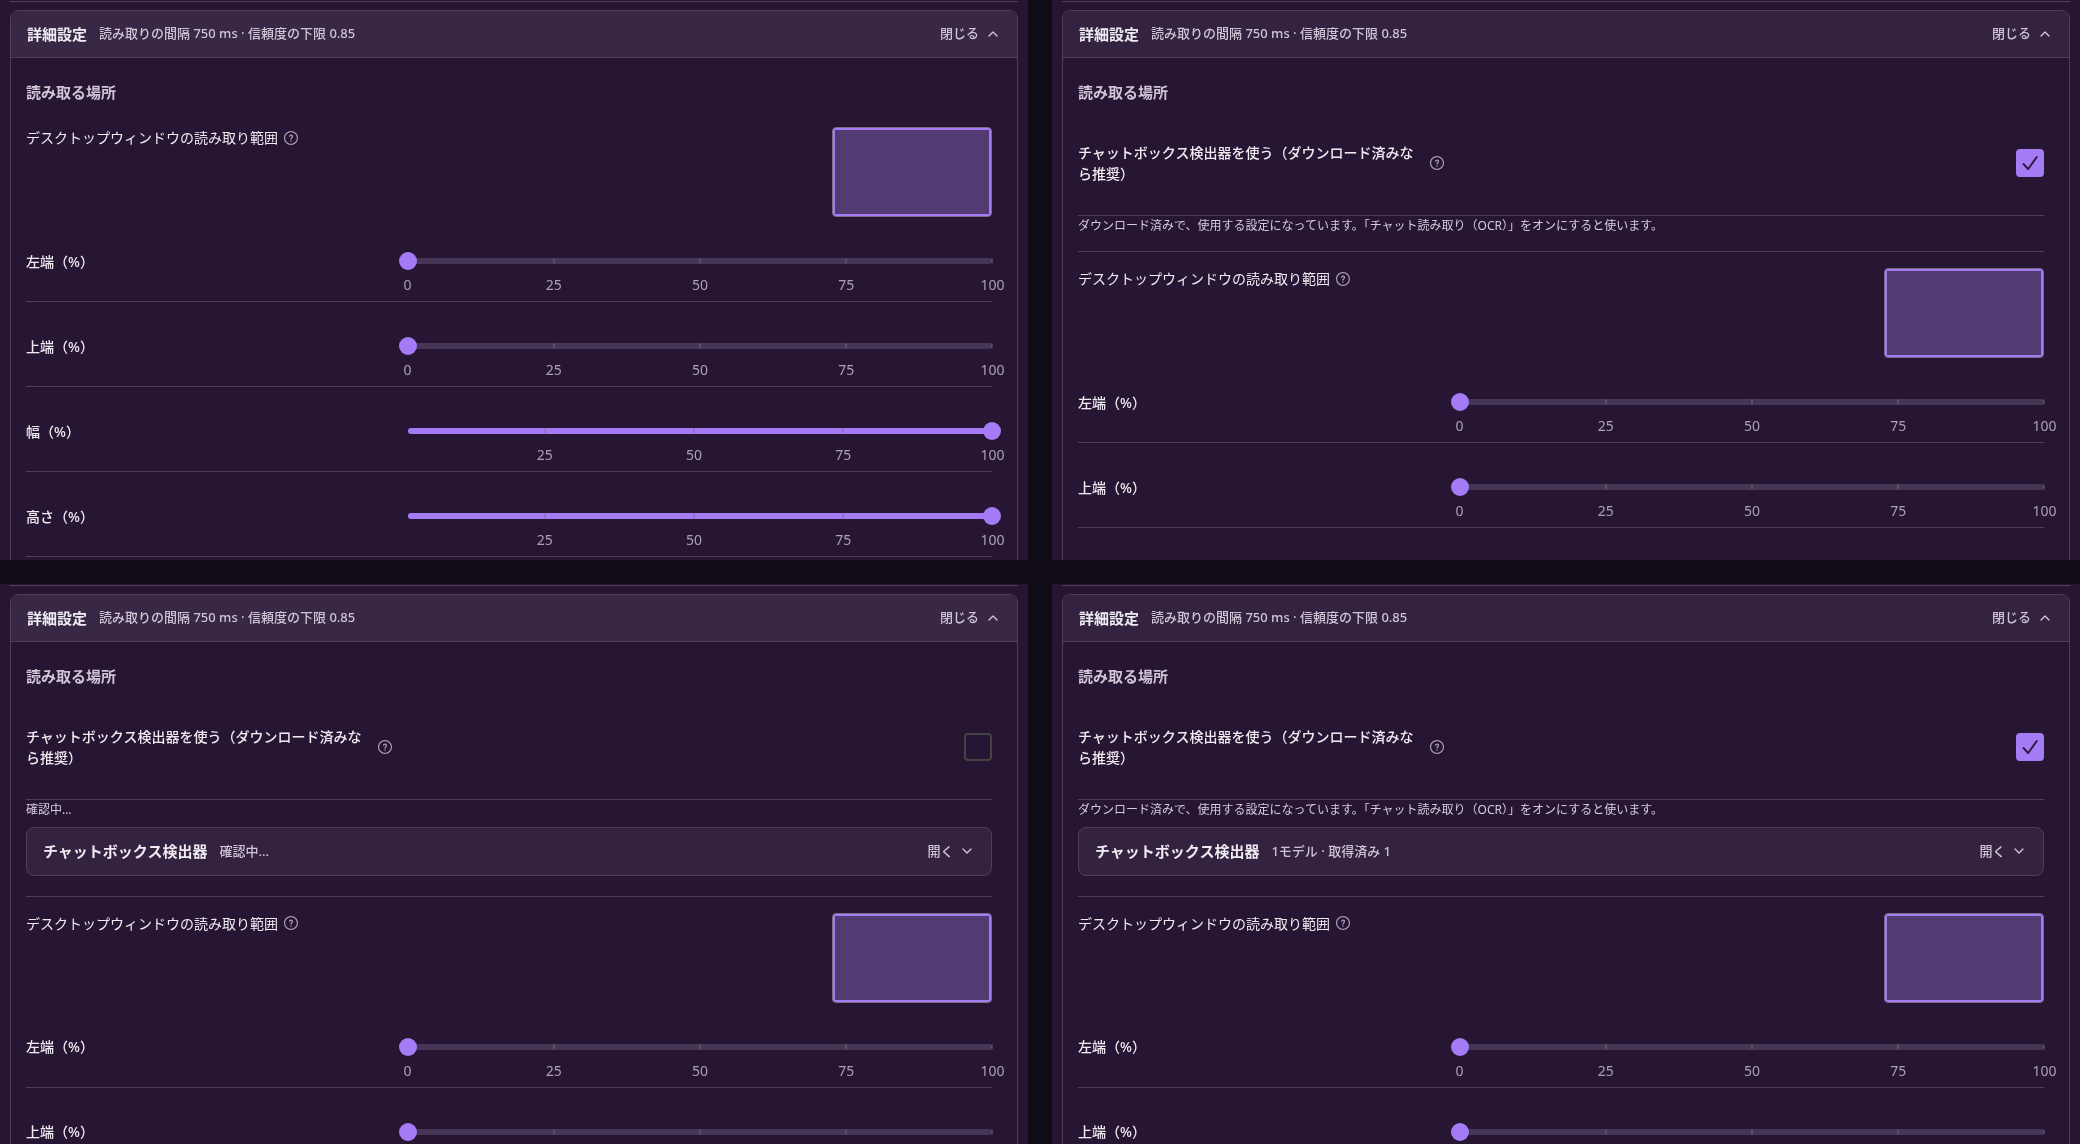 詳細設定 読み取りの間隔 750 ms · 信頼度の下限 0.85 閉じる
読み取る場所
デスクトップウィンドウの読み取り範囲 ?
左端（%）
0 25 50 75 100
上端（%）
0 25 50 75 100
幅（%）
25 50 75 100
高さ（%）
25 50 75 100
詳細設定 読み取りの間隔 750 ms · 信頼度の下限 0.85 閉じる
読み取る場所
チャットボックス検出器を使う（ダウンロード済みな
ら推奨） ?
ダウンロード済みで、使用する設定になっています。「チャット読み取り（OCR）」をオンにすると使います。
デスクトップウィンドウの読み取り範囲 ?
左端（%）
0 25 50 75 100
上端（%）
0 25 50 75 100
詳細設定 読み取りの間隔 750 ms · 信頼度の下限 0.85 閉じる
読み取る場所
チャットボックス検出器を使う（ダウンロード済みな
ら推奨） ?
確認中...
チャットボックス検出器 確認中... 開く
デスクトップウィンドウの読み取り範囲 ?
左端（%）
0 25 50 75 100
上端（%）
詳細設定 読み取りの間隔 750 ms · 信頼度の下限 0.85 閉じる
読み取る場所
チャットボックス検出器を使う（ダウンロード済みな
ら推奨） ?
ダウンロード済みで、使用する設定になっています。「チャット読み取り（OCR）」をオンにすると使います。
チャットボックス検出器 1モデル · 取得済み 1 開く
デスクトップウィンドウの読み取り範囲 ?
左端（%）
0 25 50 75 100
上端（%）